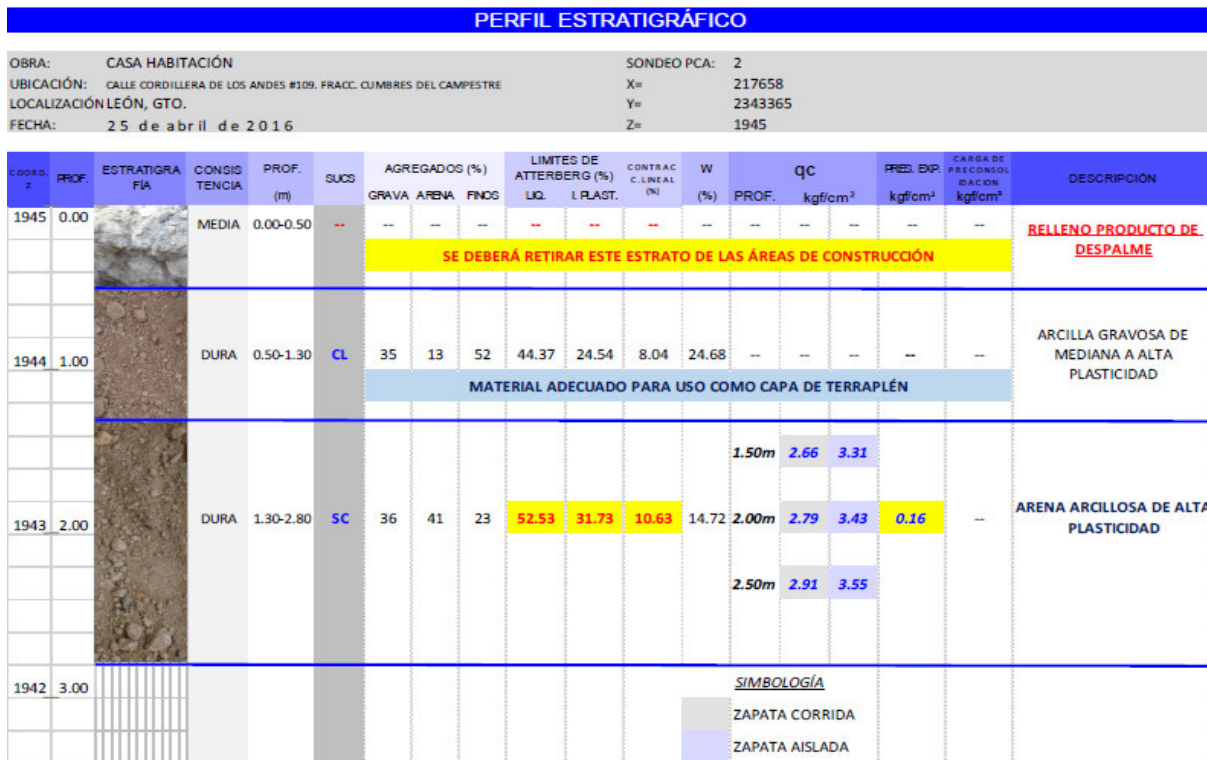 PERFIL ESTRATIGRÁFICO
OBRA: CASA HABITACIÓN SONDEO PCA: 2
UBICACIÓN: CALLE CORDILLERA DE LOS ANDES #109. FRACC. CUMBRES DEL CAMPESTRE X= 217658
LOCALIZACIÓN LEÓN, GTO. Y= 2343365
FECHA: 25 de abril de 2016 Z= 1945
COORD. Z PROF. ESTRATIGRA FÍA CONSIS TENCIA PROF. (m) SUCS AGREGADOS (%) GRAVA ARENA FINOS LIMITES DE ATTERBERG (%) LIQ. I. PLAST. CONTRAC C.LINEAL (%) W (%) PROF. qc kgf/cm³ PRES. EXP. kgf/cm² CARGA DE PRECONSOL IDACION kgf/cm² DESCRIPCIÓN
1945 0.00 MEDIA 0.00-0.50 -- -- -- -- -- -- -- -- -- -- -- -- -- RELLENO PRODUCTO DE
DESPALME
SE DEBERÁ RETIRAR ESTE ESTRATO DE LAS ÁREAS DE CONSTRUCCIÓN
1944 1.00 DURA 0.50-1.30 CL 35 13 52 44.37 24.54 8.04 24.68 -- -- -- -- -- ARCILLA GRAVOSA DE
MEDIANA A ALTA
PLASTICIDAD
MATERIAL ADECUADO PARA USO COMO CAPA DE TERRAPLÉN
1.50m 2.66 3.31
1943 2.00 DURA 1.30-2.80 SC 36 41 23 52.53 31.73 10.63 14.72 2.00m 2.79 3.43 0.16 -- ARENA ARCILLOSA DE ALTA
PLASTICIDAD
2.50m 2.91 3.55
1942 3.00
SIMBOLOGÍA
ZAPATA CORRIDA
ZAPATA AISLADA